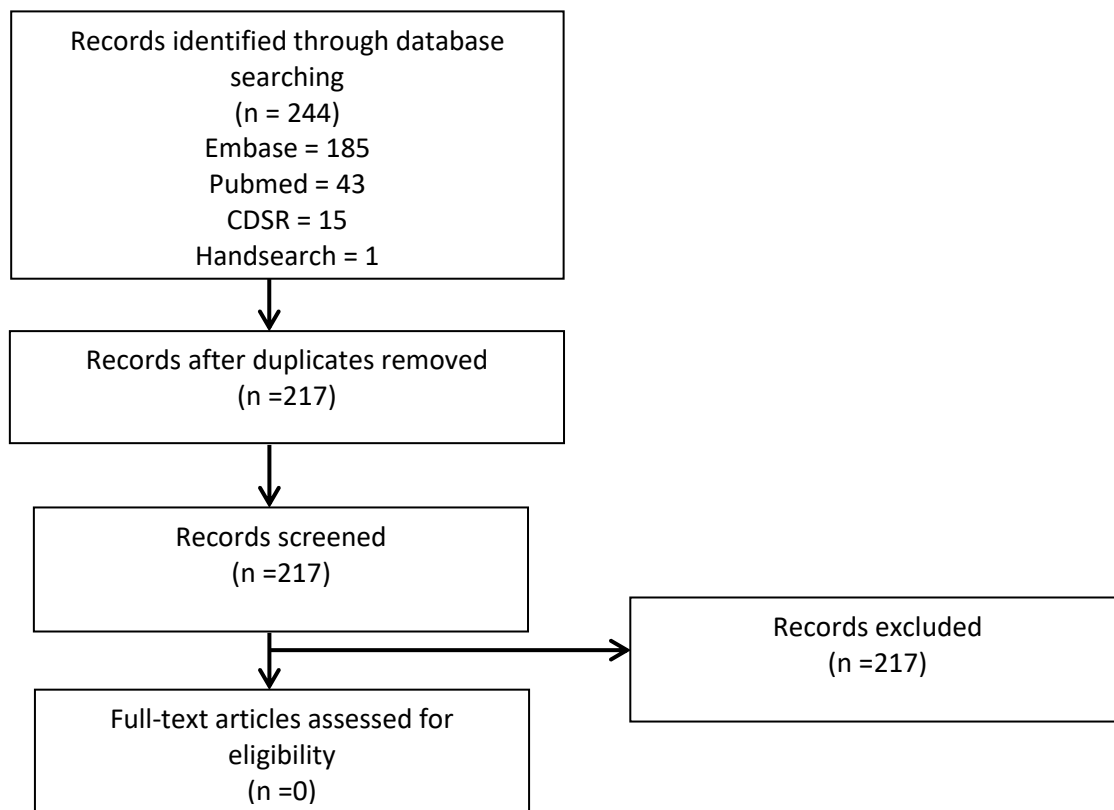 Records identified through database
searching
(n = 244)
Embase = 185
Pubmed = 43
CDSR = 15
Handsearch = 1
Records after duplicates removed
(n =217)
Records screened
(n =217)
Records excluded
(n =217)
Full-text articles assessed for
eligibility
(n =0)